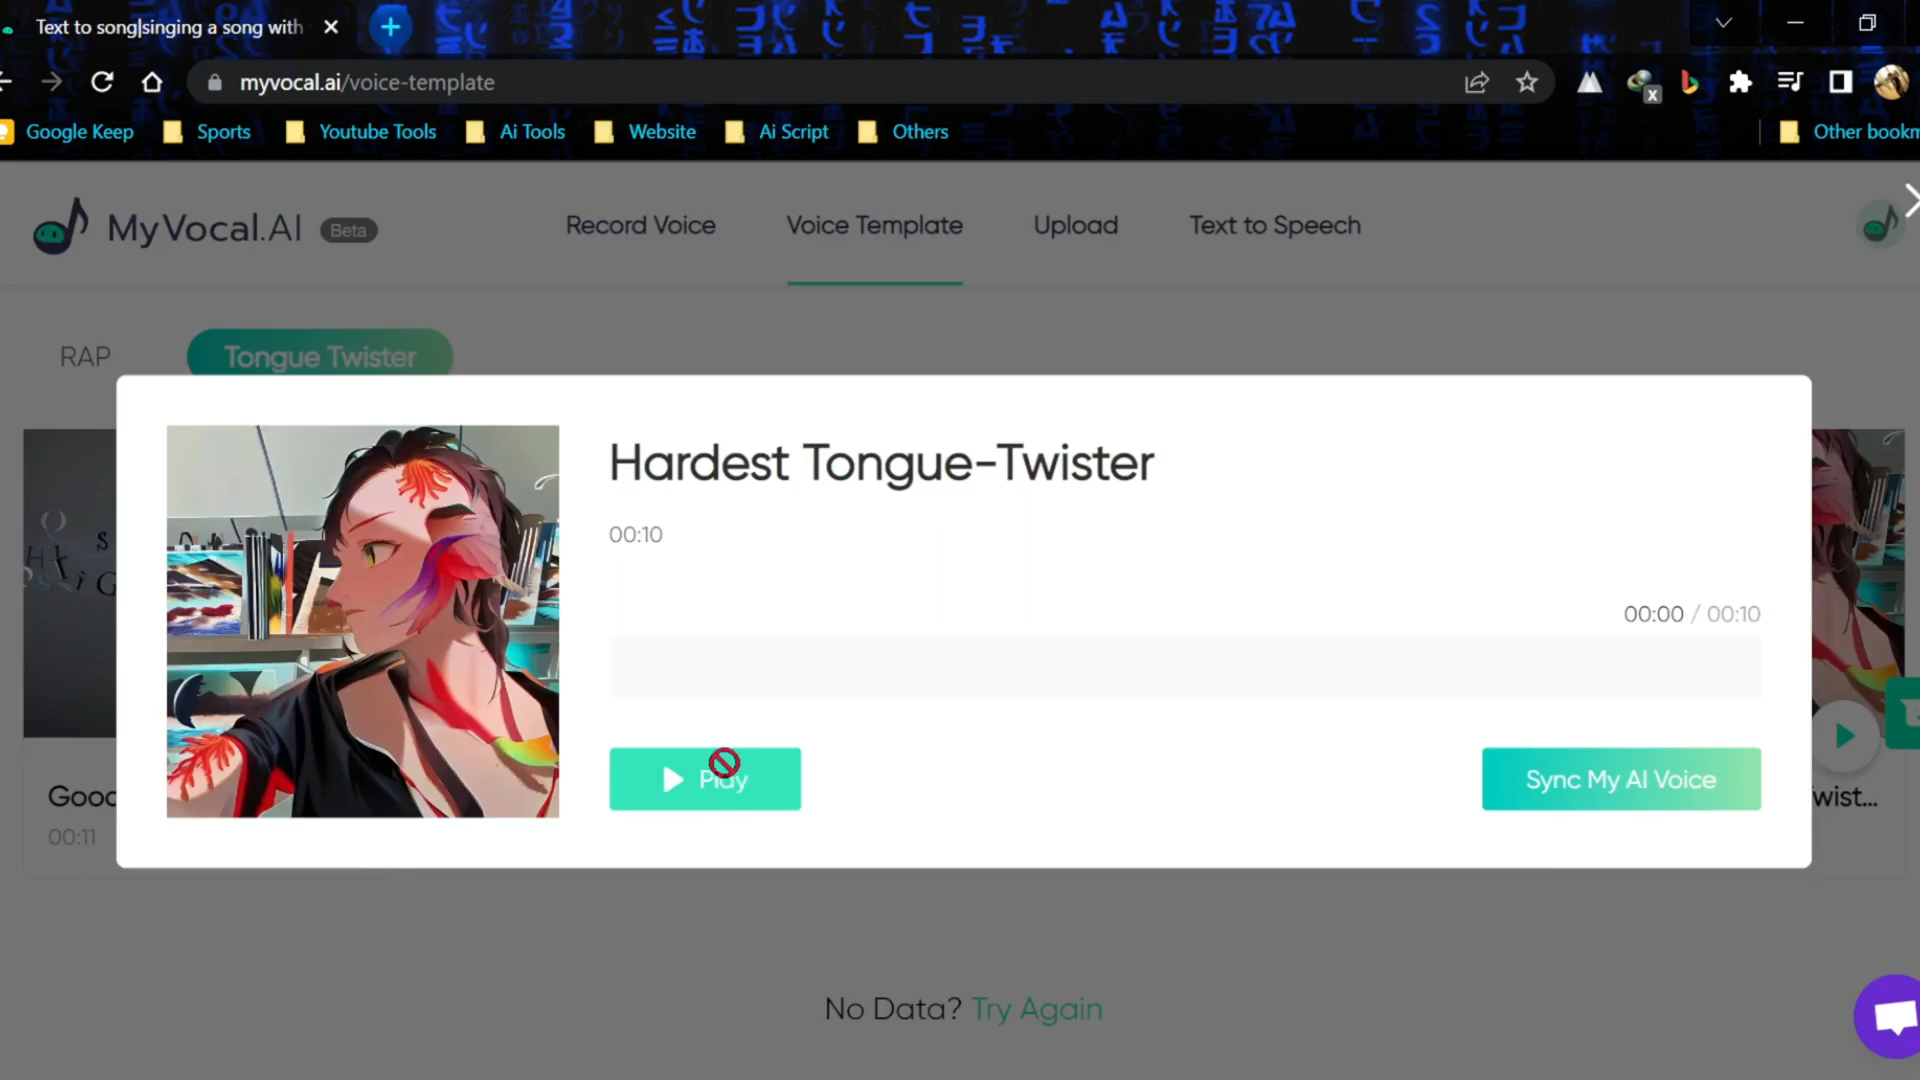 Text to song|singing a song with
myvocal.ai/voice-template
Google Keep Sports Youtube Tools Ai Tools Website Ai Script Others Other bookm
MyVocal.AI Beta Record Voice Voice Template Upload Text to Speech
RAP Tongue Twister
Hardest Tongue-Twister
00:10
00:00 / 00:10
Play Sync My AI Voice
Gooc wist...
00:11
No Data? Try Again